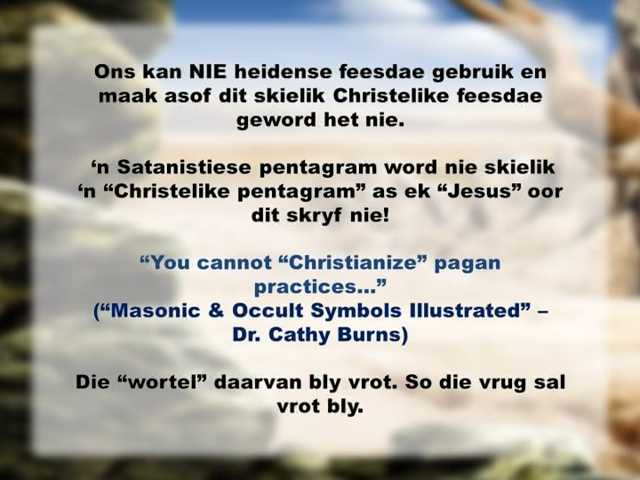 Ons kan NIE heidense feesdae gebruik en
maak asof dit skielik Christelike feesdae
geword het nie.
‘n Satanistiese pentagram word nie skielik
‘n “Christelike pentagram” as ek “Jesus” oor
dit skryf nie!
“You cannot “Christianize” pagan
practices…”
(“Masonic & Occult Symbols Illustrated” –
Dr. Cathy Burns)
Die “wortel” daarvan bly vrot. So die vrug sal
vrot bly.